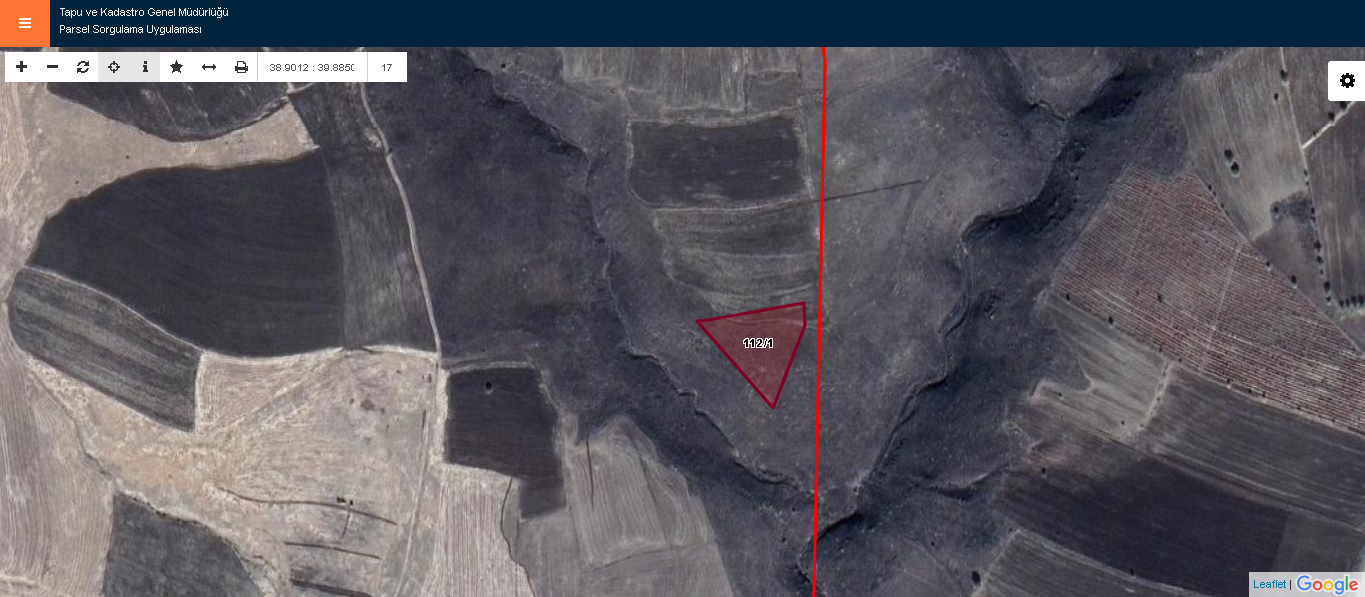 Tapu ve Kadastro Genel Müdürlüğü
Parsel Sorgulama Uygulaması
38.9012 : 39.8850
17
112/1
Leaflet | Google